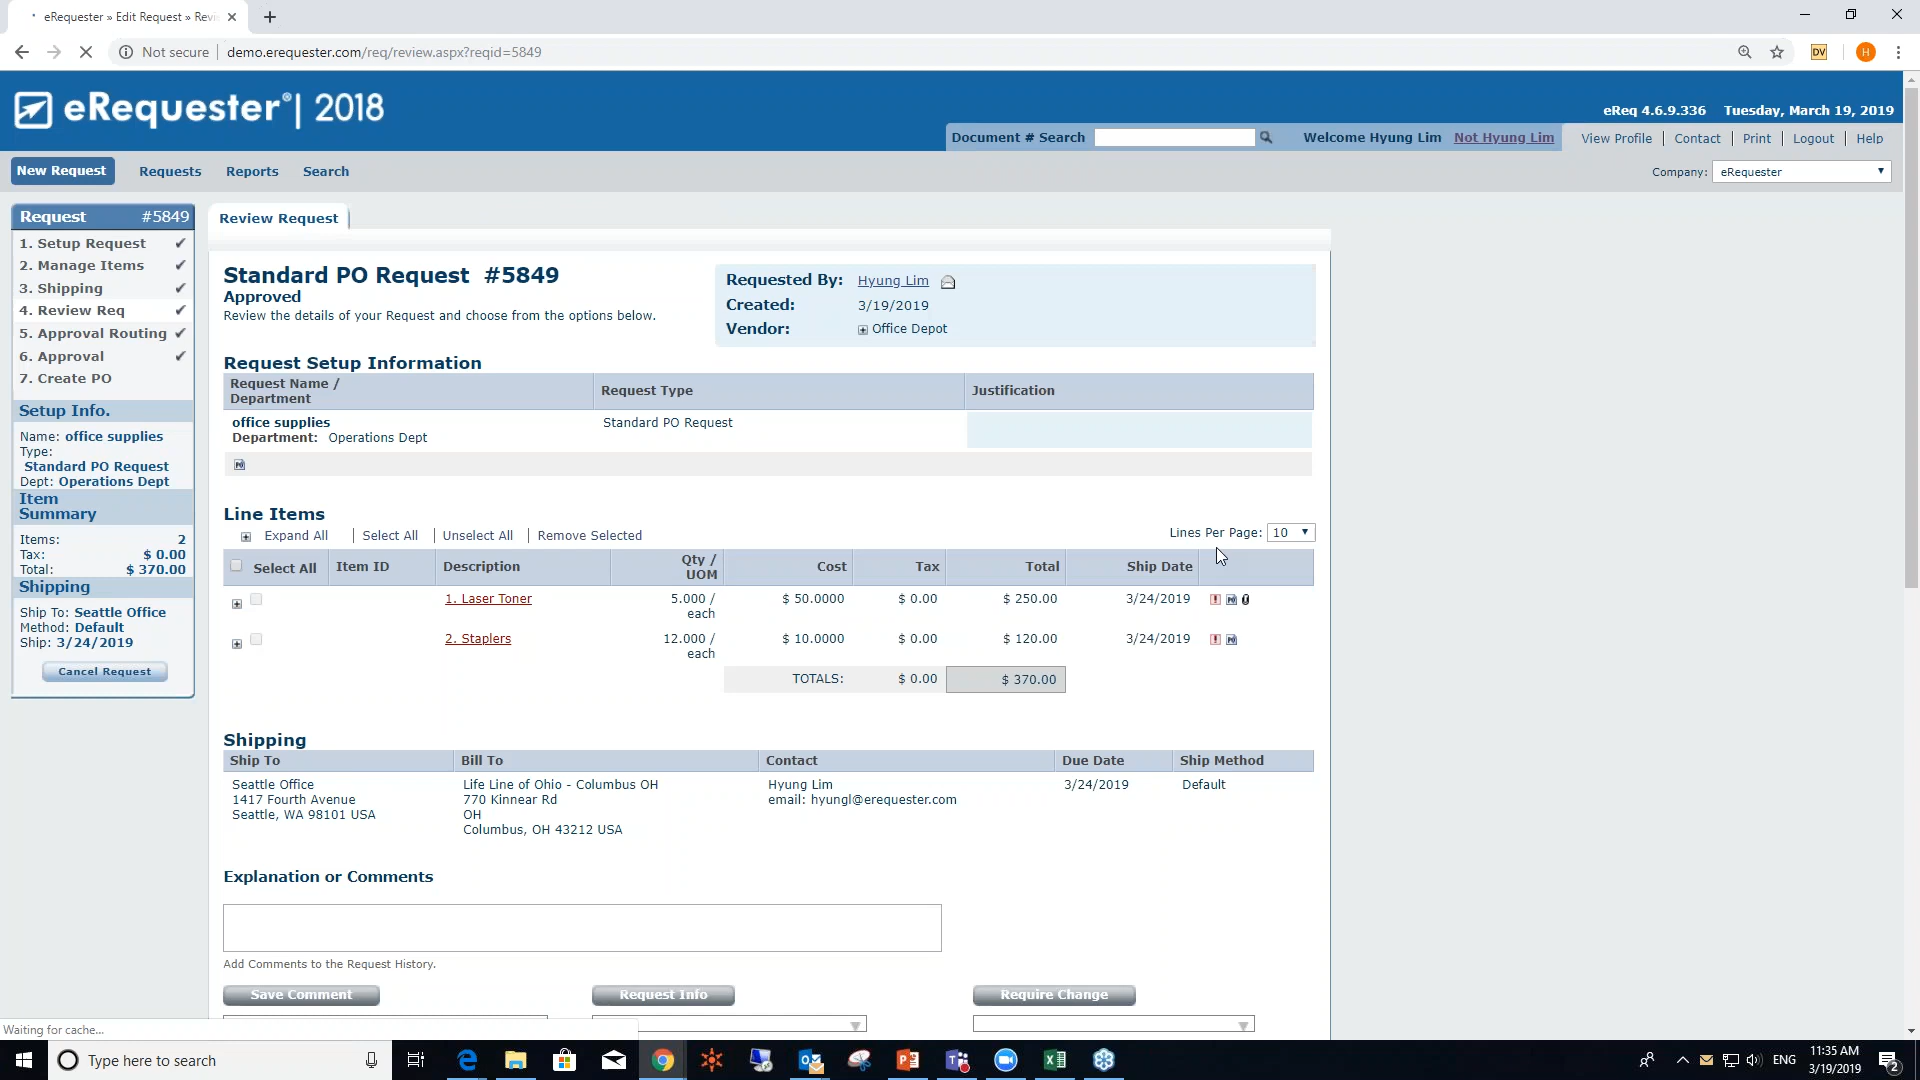 eRequester » Edit Request » Revi
Not secure | demo.erequester.com/req/review.aspx?reqid=5849
DV
H
eRequester® | 2018
eReq 4.6.9.336 Tuesday, March 19, 2019
Document # Search Welcome Hyung Lim Not Hyung Lim View Profile | Contact | Print | Logout | Help
New Request Requests Reports Search Company: eRequester
Request #5849
1. Setup Request ✔
2. Manage Items ✔
3. Shipping ✔
4. Review Req ✔
5. Approval Routing ✔
6. Approval ✔
7. Create PO
Setup Info.
Name: office supplies
Type:
Standard PO Request
Dept: Operations Dept
Item
Summary
Items: 2
Tax: $ 0.00
Total: $ 370.00
Shipping
Ship To: Seattle Office
Method: Default
Ship: 3/24/2019
Cancel Request
Review Request
Standard PO Request #5849
Approved
Review the details of your Request and choose from the options below.
Requested By: Hyung Lim
Created: 3/19/2019
Vendor: Office Depot
Request Setup Information
Request Name /
Department
Request Type
Justification
office supplies
Department: Operations Dept
Standard PO Request
Line Items
Expand All | Select All | Unselect All | Remove Selected
Lines Per Page: 10
Select All Item ID Description Qty /
UOM Cost Tax Total Ship Date
1. Laser Toner 5.000 /
each $ 50.0000 $ 0.00 $ 250.00 3/24/2019
2. Staplers 12.000 /
each $ 10.0000 $ 0.00 $ 120.00 3/24/2019
TOTALS: $ 0.00 $ 370.00
Shipping
Ship To Bill To Contact Due Date Ship Method
Seattle Office
1417 Fourth Avenue
Seattle, WA 98101 USA
Life Line of Ohio - Columbus OH
770 Kinnear Rd
OH
Columbus, OH 43212 USA
Hyung Lim
email: hyungl@erequester.com
3/24/2019
Default
Explanation or Comments
Add Comments to the Request History.
Save Comment Request Info Require Change
Waiting for cache...
Type here to search
ENG
11:35 AM
3/19/2019
2